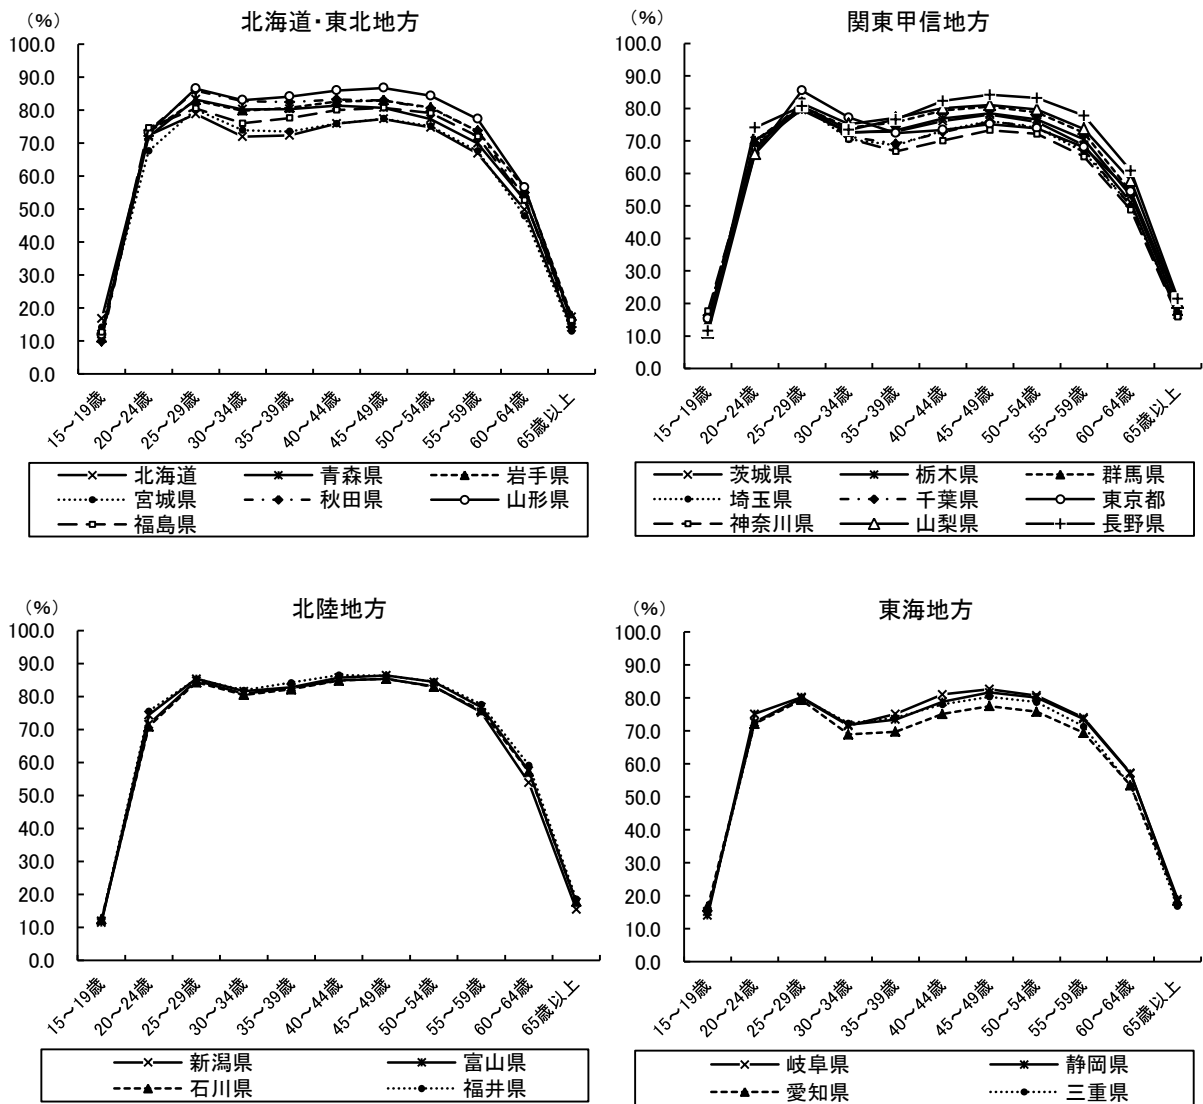 北海道・東北地方
(%)
100.0
90.0
80.0
70.0
60.0
50.0
40.0
30.0
20.0
10.0
0.0
15～19歳 20～24歳 25～29歳 30～34歳 35～39歳 40～44歳 45～49歳 50～54歳 55～59歳 60～64歳 65歳以上
北海道 青森県 岩手県
宮城県 秋田県 山形県
福島県
関東甲信地方
(%)
100.0
90.0
80.0
70.0
60.0
50.0
40.0
30.0
20.0
10.0
0.0
15～19歳 20～24歳 25～29歳 30～34歳 35～39歳 40～44歳 45～49歳 50～54歳 55～59歳 60～64歳 65歳以上
茨城県 栃木県 群馬県
埼玉県 千葉県 東京都
神奈川県 山梨県 長野県
北陸地方
(%)
100.0
90.0
80.0
70.0
60.0
50.0
40.0
30.0
20.0
10.0
0.0
15～19歳 20～24歳 25～29歳 30～34歳 35～39歳 40～44歳 45～49歳 50～54歳 55～59歳 60～64歳 65歳以上
新潟県 富山県
石川県 福井県
東海地方
(%)
100.0
90.0
80.0
70.0
60.0
50.0
40.0
30.0
20.0
10.0
0.0
15～19歳 20～24歳 25～29歳 30～34歳 35～39歳 40～44歳 45～49歳 50～54歳 55～59歳 60～64歳 65歳以上
岐阜県 静岡県
愛知県 三重県